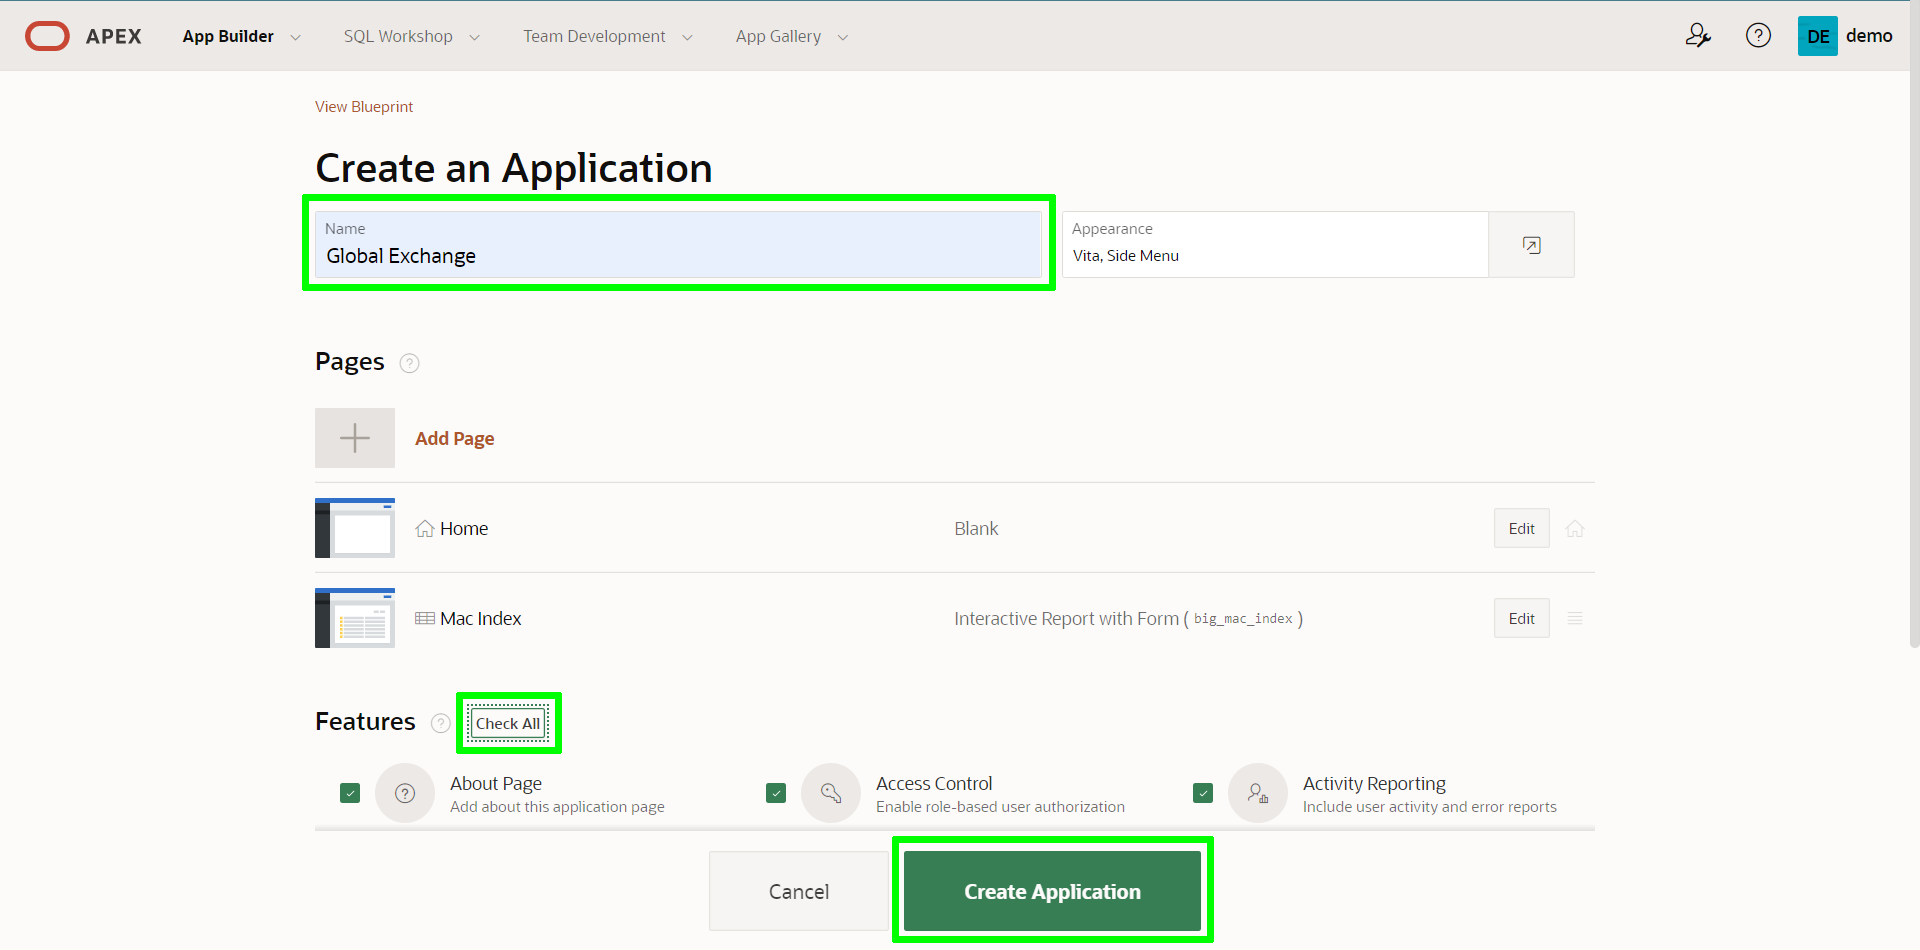 APEX App Builder SQL Workshop Team Development App Gallery DE demo
View Blueprint
Create an Application
Name
Global Exchange
Appearance
Vita, Side Menu
Pages
Add Page
Home Blank Edit
Mac Index Interactive Report with Form ( big_mac_index ) Edit
Features Check All
About Page
Add about this application page
Access Control
Enable role-based user authorization
Activity Reporting
Include user activity and error reports
Cancel Create Application